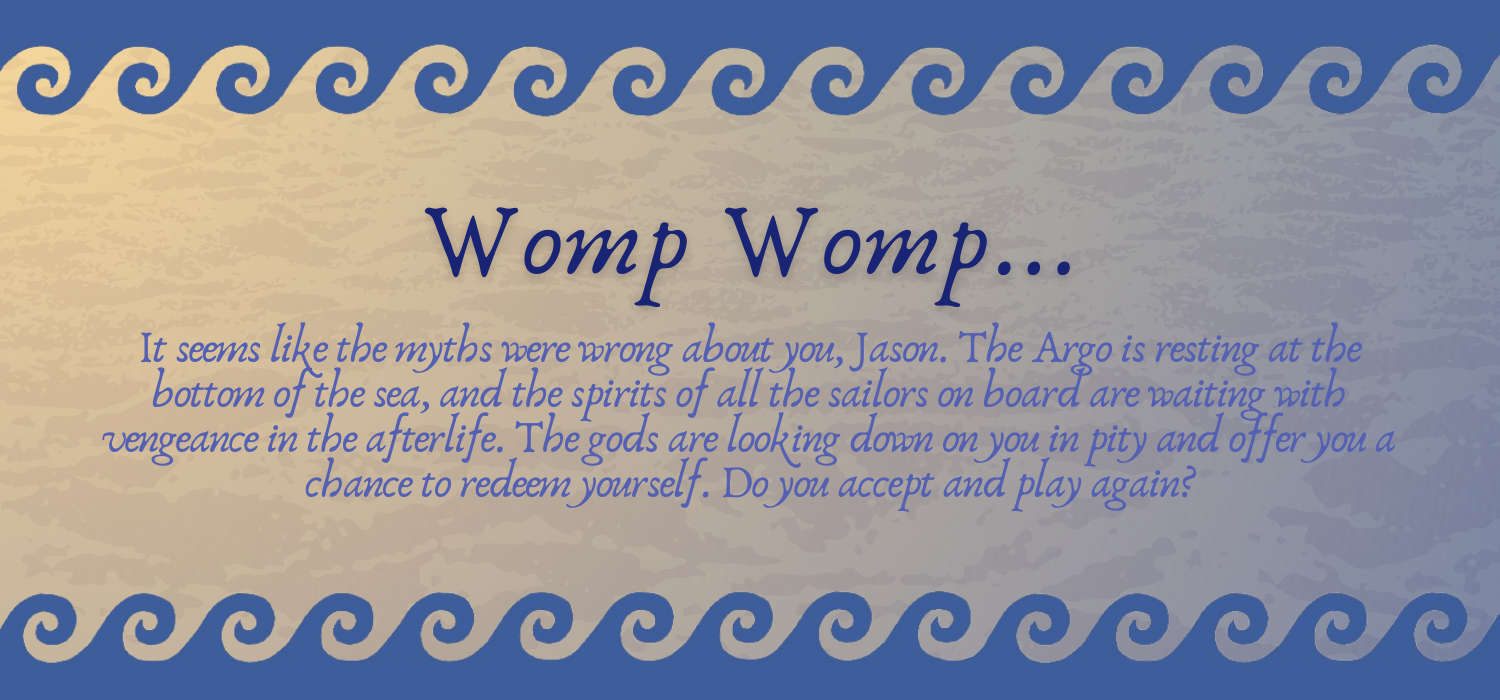 Womp Womp...
It seems like the myths were wrong about you, Jason. The Argo is resting at the
bottom of the sea, and the spirits of all the sailors on board are waiting with
vengeance in the afterlife. The gods are looking down on you in pity and offer you a
chance to redeem yourself. Do you accept and play again?